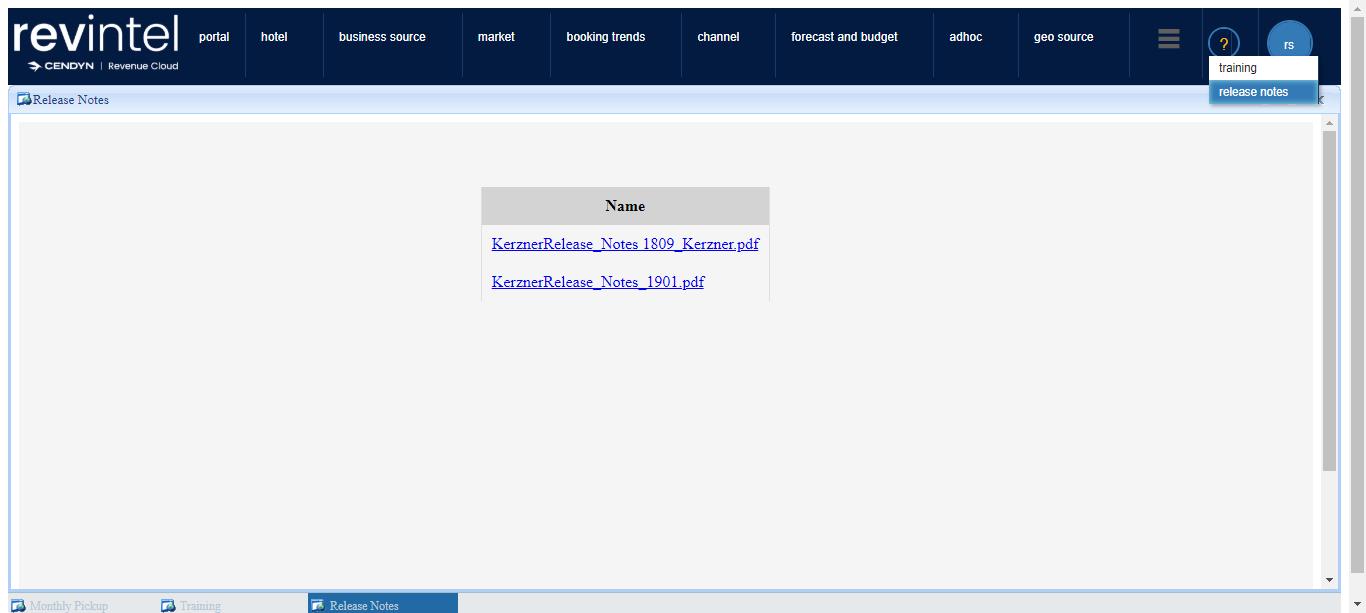 revintel
CENDYN | Revenue Cloud
portal
hotel
business source
market
booking trends
channel
forecast and budget
adhoc
geo source
?
rs
training
release notes
Release Notes
Name
KerznerRelease_Notes 1809_Kerzner.pdf
KerznerRelease_Notes_1901.pdf
Monthly Pickup
Training
Release Notes